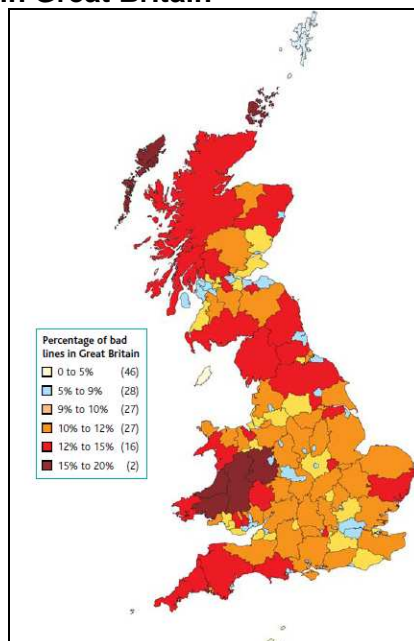 in Great Britain
Percentage of bad
lines in Great Britain
0 to 5% (46)
5% to 9% (28)
9% to 10% (27)
10% to 12% (27)
12% to 15% (16)
15% to 20% (2)